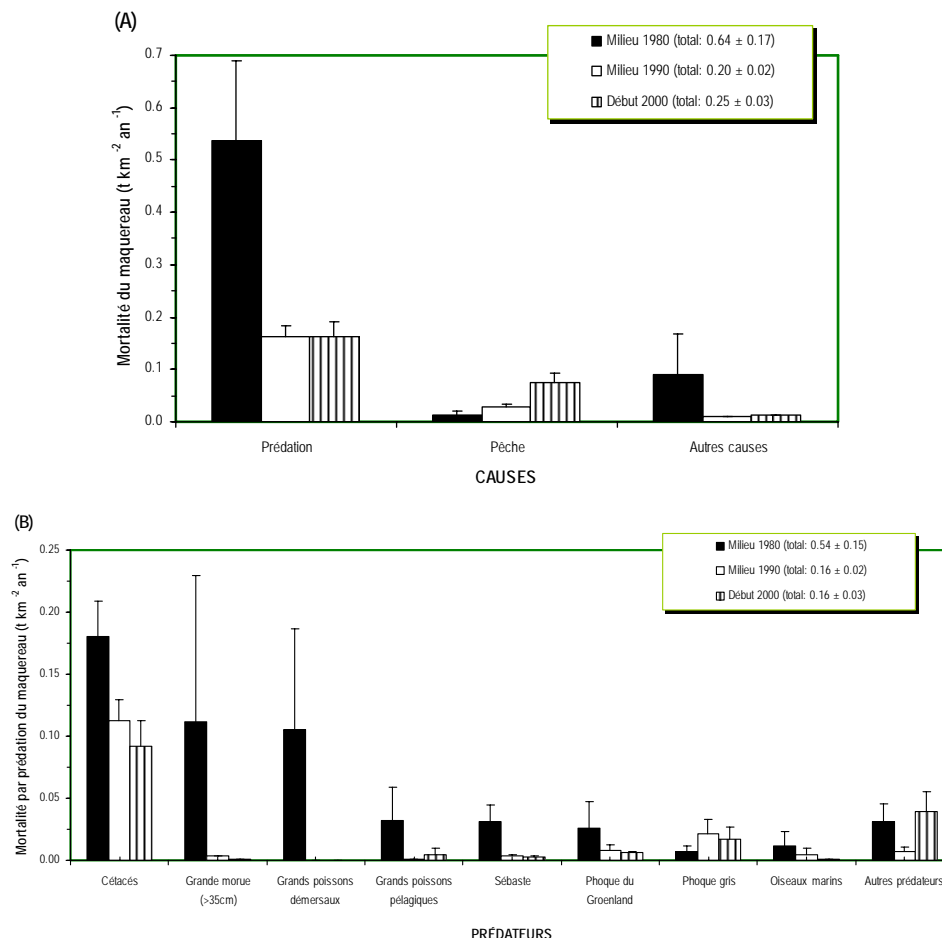 (A)
Milieu 1980 (total: 0.64 ± 0.17)
Milieu 1990 (total: 0.20 ± 0.02)
Début 2000 (total: 0.25 ± 0.03)
Mortalité du maquereau (t km -2 an -1)
0.7
0.6
0.5
0.4
0.3
0.2
0.1
0.0
Prédation Pêche Autres causes
CAUSES
(B)
Milieu 1980 (total: 0.54 ± 0.15)
Milieu 1990 (total: 0.16 ± 0.02)
Début 2000 (total: 0.16 ± 0.03)
Mortalité par prédation du maquereau (t km -2 an -1)
0.25
0.20
0.15
0.10
0.05
0.00
Cétacés Grande morue Grands poissons Grands poissons Sébaste Phoque du Phoque gris Oiseaux marins Autres prédateurs
(>35cm) démersaux pélagiques Groenland
PRÉDATEURS